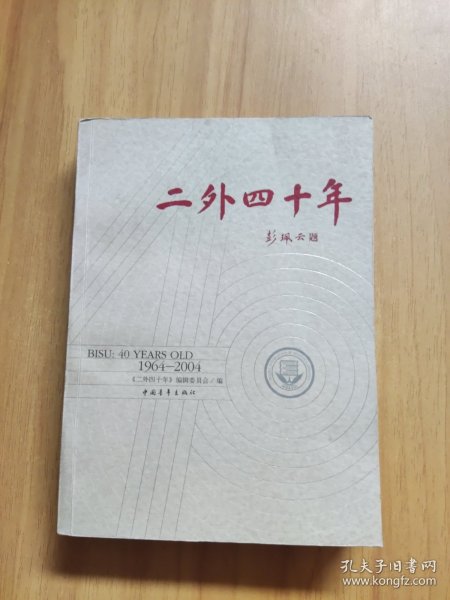 二外四十年
彭珮云题
BISU: 40 YEARS OLD
1964-2004
《二外四十年》编辑委员会/编
中国青年出版社
孔夫子旧书网
www.kongfz.com